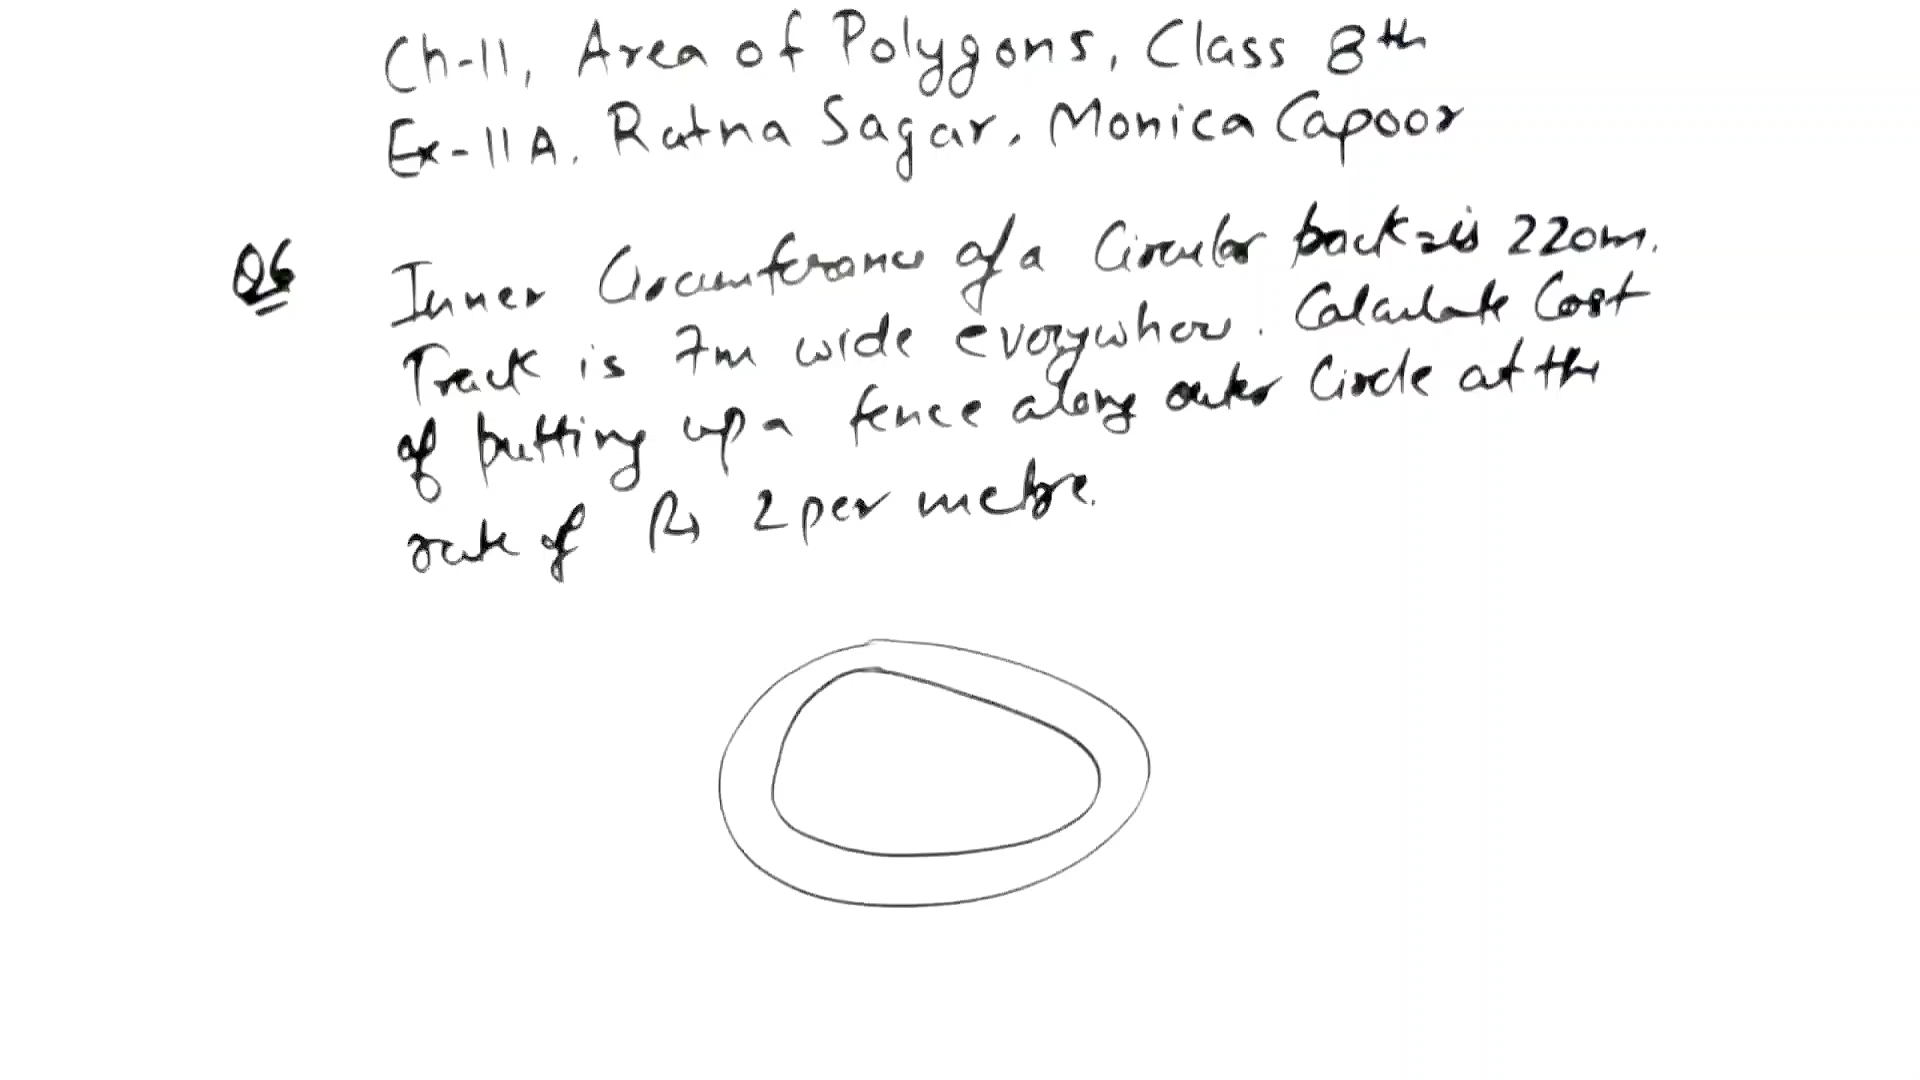 Ch-11, Area of Polygons, Class 8th
Ex-11A. Ratna Sagar. Monica Capoor
Q6 Inner Circumference of a Circular track is 220m.
Track is 7m wide everywhere. Calculate Cost
of putting up a fence along outer Circle at the
rate of Rs 2 per metre.